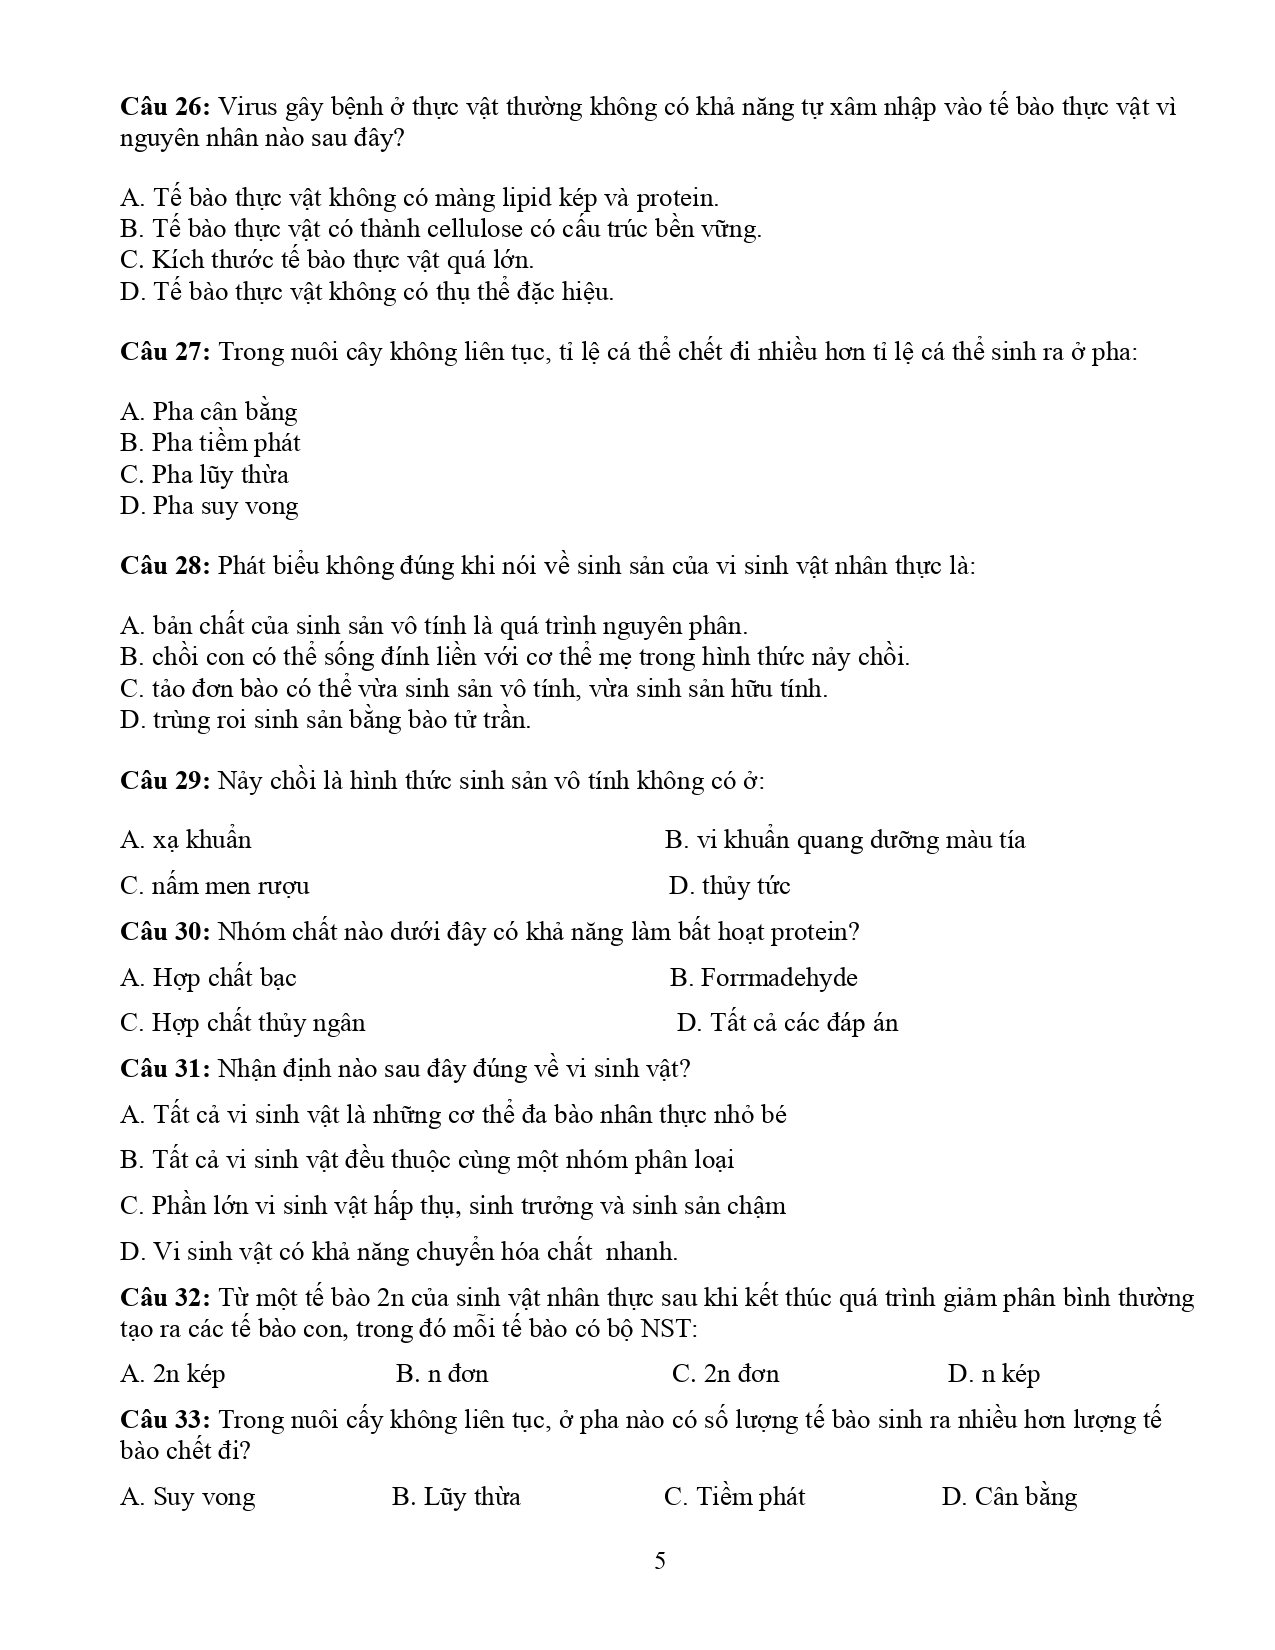 Câu 26: Virus gây bệnh ở thực vật thường không có khả năng tự xâm nhập vào tế bào thực vật vì
nguyên nhân nào sau đây?
A. Tế bào thực vật không có màng lipid kép và protein.
B. Tế bào thực vật có thành cellulose có cấu trúc bền vững.
C. Kích thước tế bào thực vật quá lớn.
D. Tế bào thực vật không có thụ thể đặc hiệu.
Câu 27: Trong nuôi cây không liên tục, tỉ lệ cá thể chết đi nhiều hơn tỉ lệ cá thể sinh ra ở pha:
A. Pha cân bằng
B. Pha tiềm phát
C. Pha lũy thừa
D. Pha suy vong
Câu 28: Phát biểu không đúng khi nói về sinh sản của vi sinh vật nhân thực là:
A. bản chất của sinh sản vô tính là quá trình nguyên phân.
B. chồi con có thể sống đính liền với cơ thể mẹ trong hình thức nảy chồi.
C. tảo đơn bào có thể vừa sinh sản vô tính, vừa sinh sản hữu tính.
D. trùng roi sinh sản bằng bào tử trần.
Câu 29: Nảy chồi là hình thức sinh sản vô tính không có ở:
A. xạ khuẩn B. vi khuẩn quang dưỡng màu tía
C. nấm men rượu D. thủy tức
Câu 30: Nhóm chất nào dưới đây có khả năng làm bất hoạt protein?
A. Hợp chất bạc B. Forrmadehyde
C. Hợp chất thủy ngân D. Tất cả các đáp án
Câu 31: Nhận định nào sau đây đúng về vi sinh vật?
A. Tất cả vi sinh vật là những cơ thể đa bào nhân thực nhỏ bé
B. Tất cả vi sinh vật đều thuộc cùng một nhóm phân loại
C. Phần lớn vi sinh vật hấp thụ, sinh trưởng và sinh sản chậm
D. Vi sinh vật có khả năng chuyển hóa chất  nhanh.
Câu 32: Từ một tế bào 2n của sinh vật nhân thực sau khi kết thúc quá trình giảm phân bình thường
tạo ra các tế bào con, trong đó mỗi tế bào có bộ NST:
A. 2n kép B. n đơn C. 2n đơn D. n kép
Câu 33: Trong nuôi cấy không liên tục, ở pha nào có số lượng tế bào sinh ra nhiều hơn lượng tế
bào chết đi?
A. Suy vong B. Lũy thừa C. Tiềm phát D. Cân bằng
5